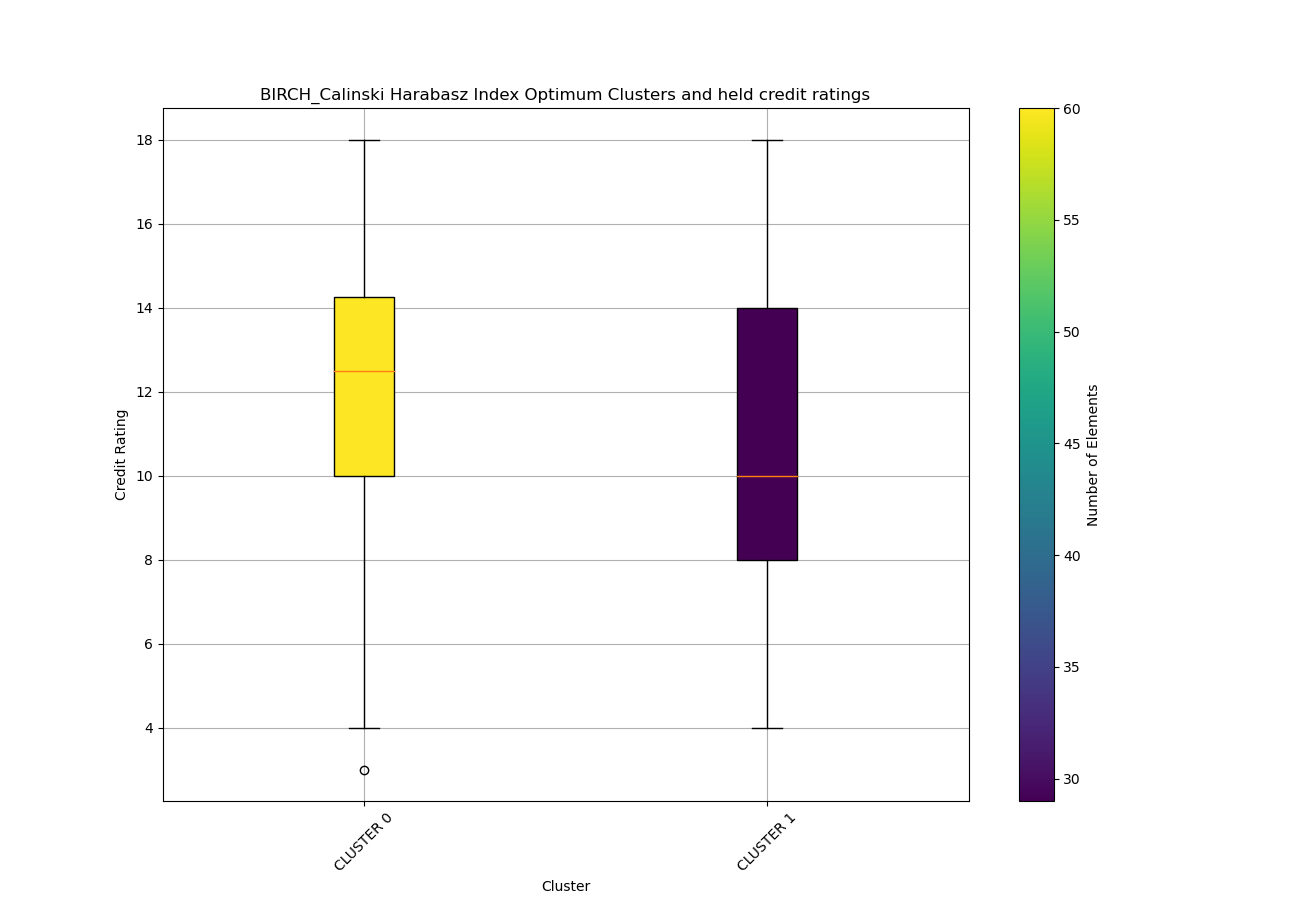 BIRCH_Calinski Harabasz Index Optimum Clusters and held credit ratings
Credit Rating
18
16
14
12
10
8
6
4
CLUSTER 0
CLUSTER 1
Cluster
60
55
50
45
40
35
30
Number of Elements